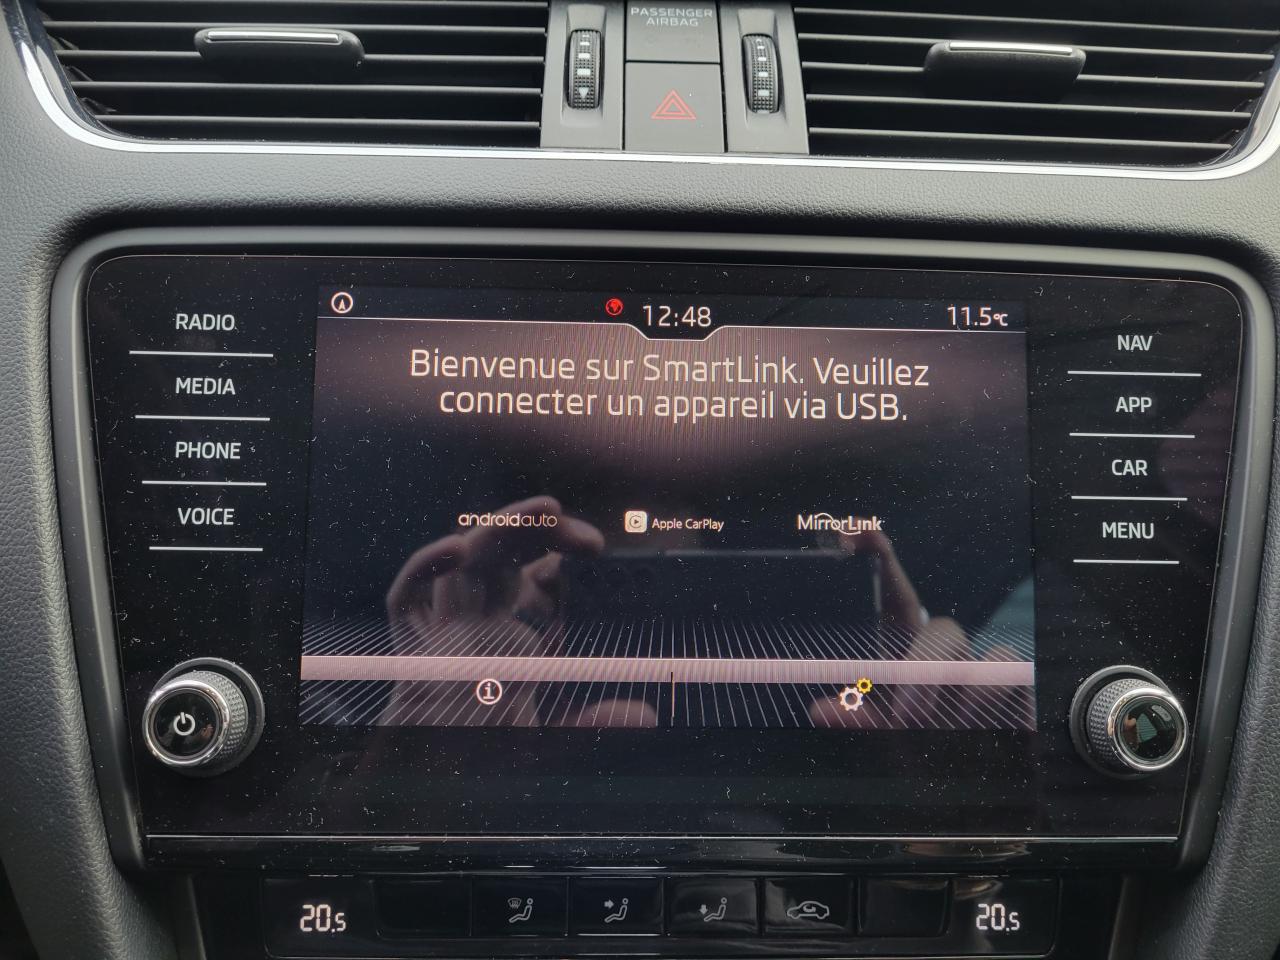 PASSENGER
AIRBAG
12:48
11.5°C
RADIO
MEDIA
PHONE
VOICE
Bienvenue sur SmartLink. Veuillez
connecter un appareil via USB.
androidauto
Apple CarPlay
MirrorLink
NAV
APP
CAR
MENU
20.5
20.5